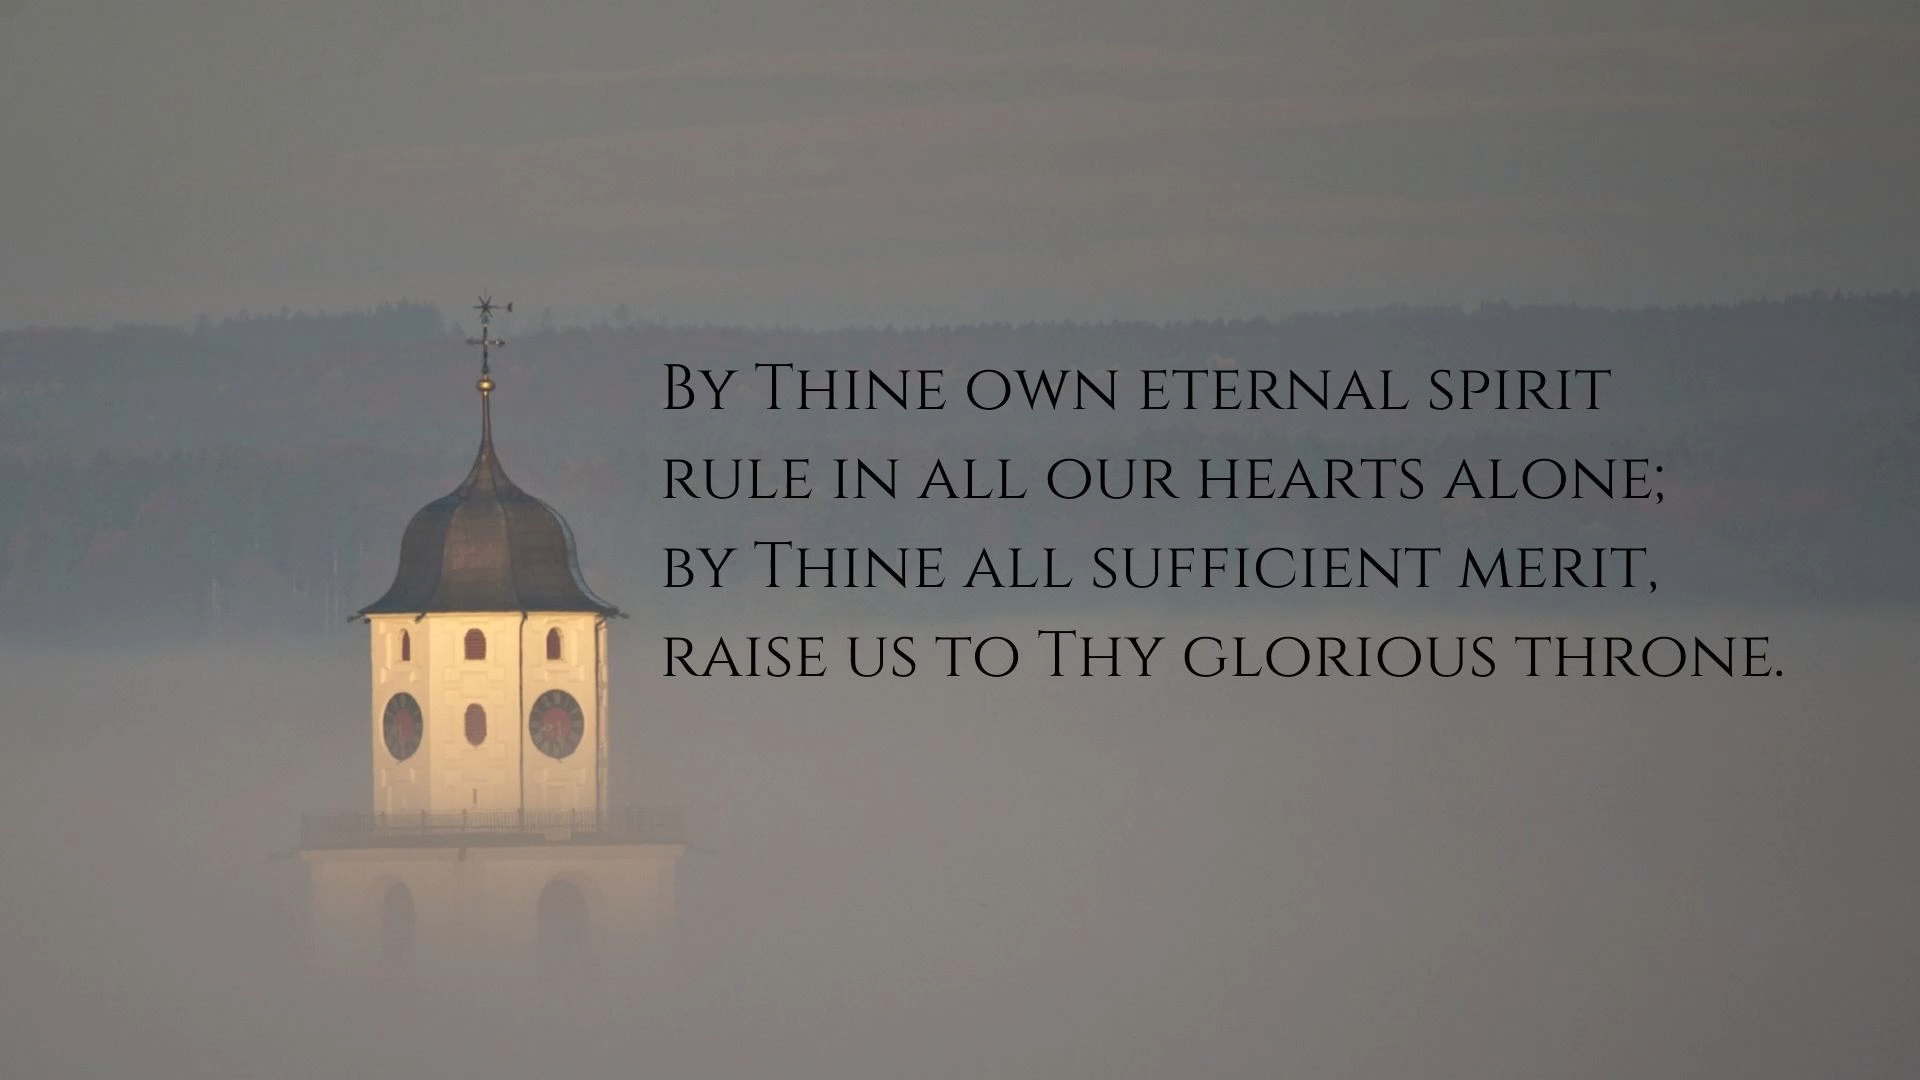 By Thine own eternal spirit
rule in all our hearts alone;
by Thine all sufficient merit,
raise us to Thy glorious throne.